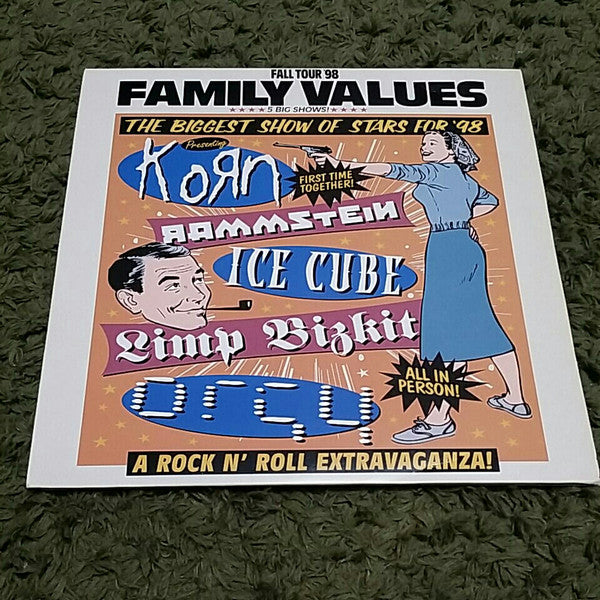 FALL TOUR '98
FAMILY VALUES
★★★★5 BIG SHOWS!★★★★
THE BIGGEST SHOW OF STARS FOR '98
Presenting
KoЯn
FIRST TIME
TOGETHER!
RAMMSTEIN
ICE CUBE
Limp Bizkit
ALL IN
PERSON!
orgy
A ROCK N' ROLL EXTRAVAGANZA!